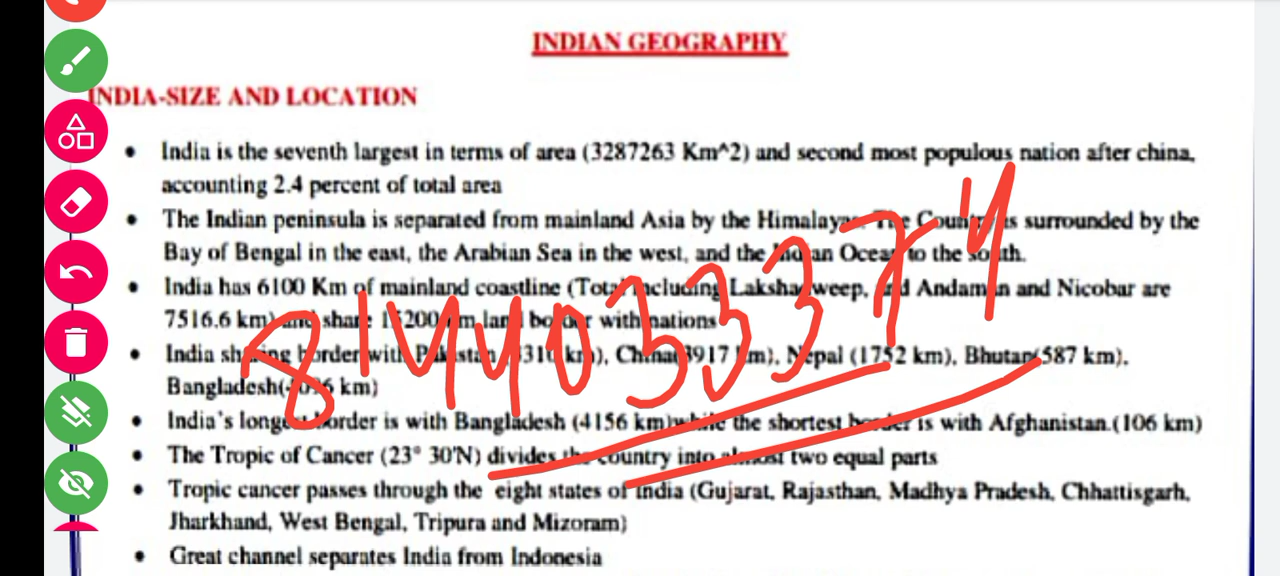 INDIAN GEOGRAPHY
INDIA-SIZE AND LOCATION
• India is the seventh largest in terms of area (3287263 Km^2) and second most populous nation after china,
accounting 2.4 percent of total area
• The Indian peninsula is separated from mainland Asia by the Himalayas. The Country is surrounded by the
Bay of Bengal in the east, the Arabian Sea in the west, and the Indian Ocean to the south.
• India has 6100 Km of mainland coastline (Total including Lakshadweep, and Andaman and Nicobar are
7516.6 km) and share 15200 km land border with nations
• India sharing border with Pakistan km), China(3917 km), Nepal (1752 km), Bhutan(587 km),
Bangladesh( km)
8144033374
• India's longest border is with Bangladesh (4156 km)while the shortest border is with Afghanistan.(106 km)
• The Tropic of Cancer (23° 30'N) divides the country into almost two equal parts
• Tropic cancer passes through the eight states of India (Gujarat, Rajasthan, Madhya Pradesh, Chhattisgarh,
Jharkhand, West Bengal, Tripura and Mizoram)
• Great channel separates India from Indonesia